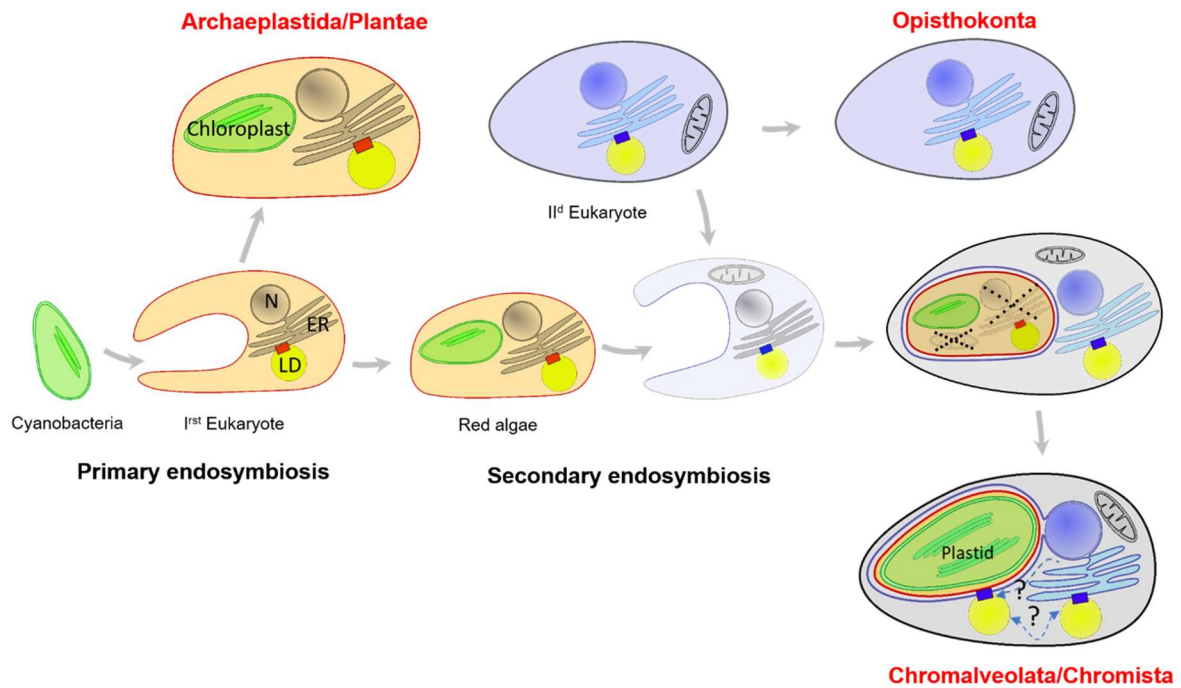 Archaeplastida/Plantae
Opisthokonta
Chloroplast
IIᵈ Eukaryote
N
ER
LD
Cyanobacteria
Iʳˢᵗ Eukaryote
Red algae
Primary endosymbiosis
Secondary endosymbiosis
Plastid
?
?
Chromalveolata/Chromista